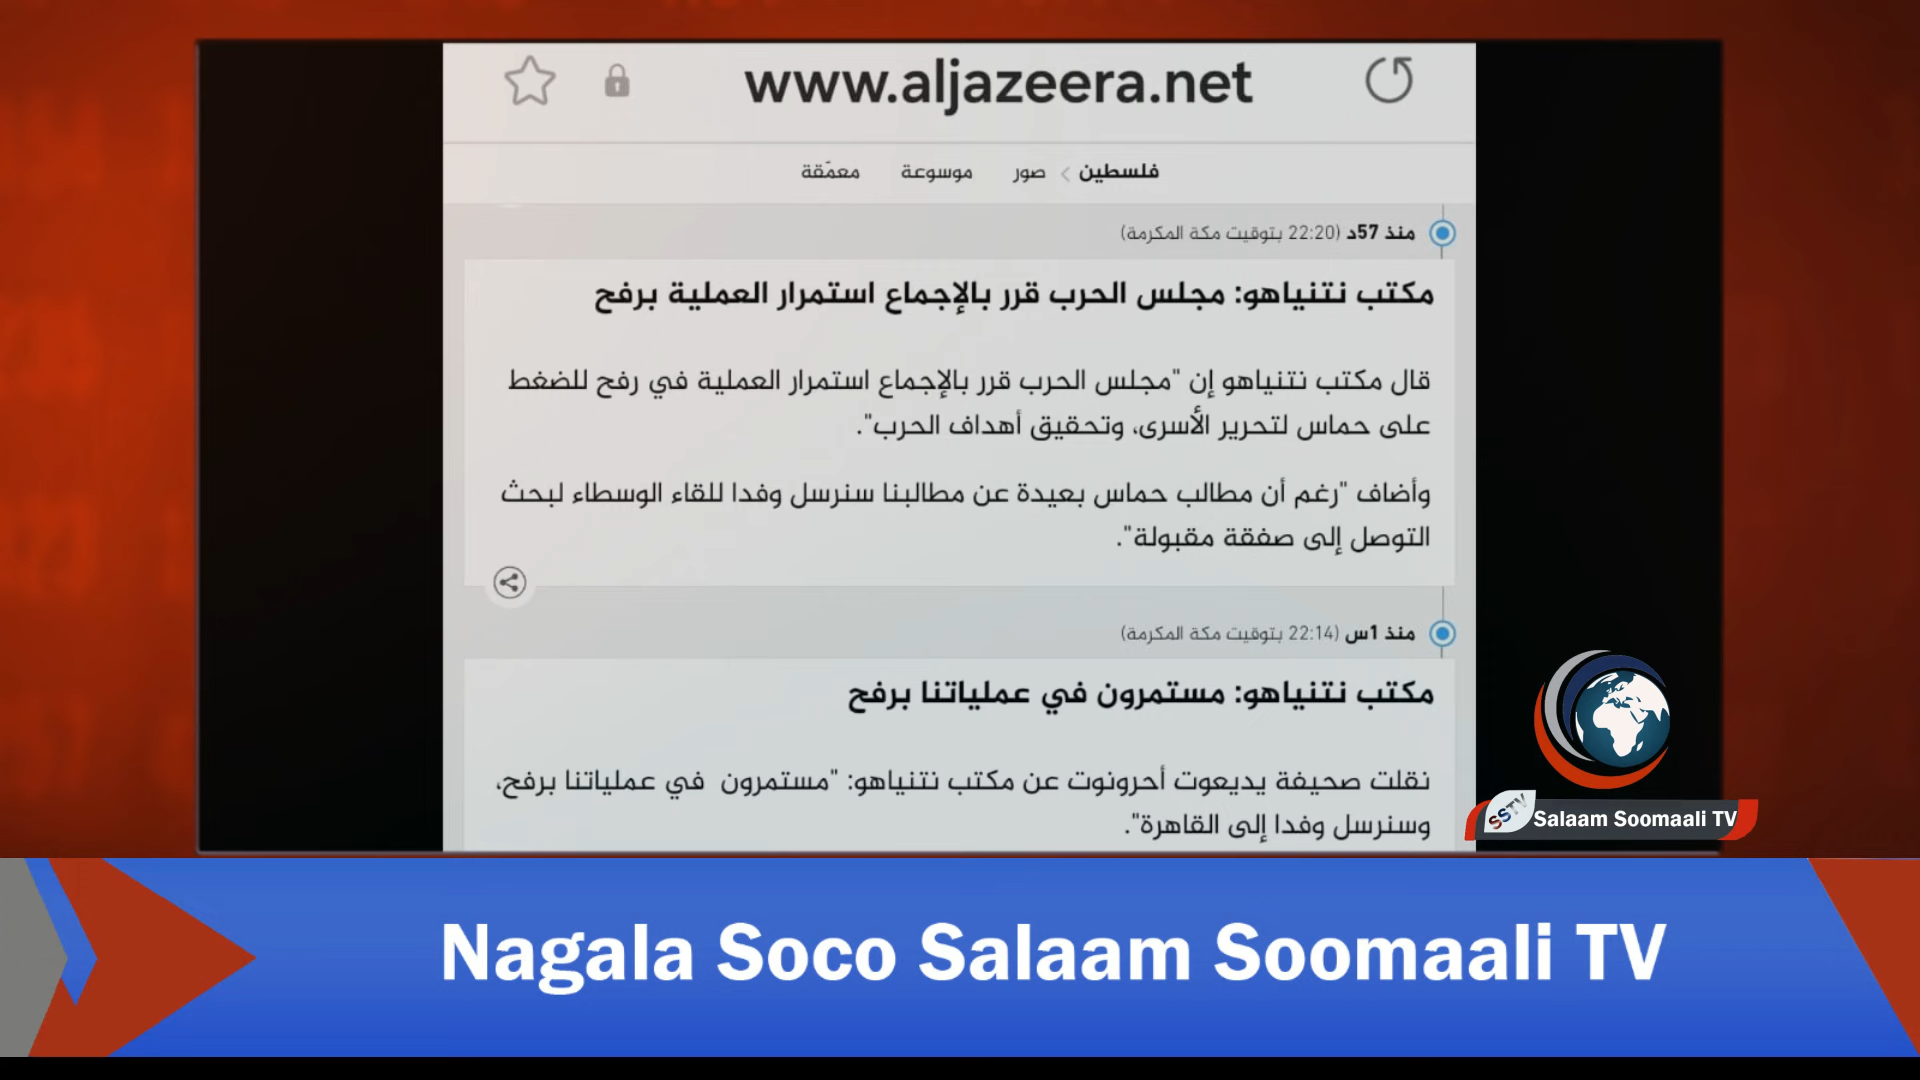 www.aljazeera.net
فلسطين > صور موسوعة معمّقة
منذ 57د (22:20 بتوقيت مكة المكرمة)
مكتب نتنياهو: مجلس الحرب قرر بالإجماع استمرار العملية برفح
قال مكتب نتنياهو إن "مجلس الحرب قرر بالإجماع استمرار العملية في رفح للضغط
على حماس لتحرير الأسرى، وتحقيق أهداف الحرب".
وأضاف "رغم أن مطالب حماس بعيدة عن مطالبنا سنرسل وفدا للقاء الوسطاء لبحث
التوصل إلى صفقة مقبولة".
منذ 1س (22:14 بتوقيت مكة المكرمة)
مكتب نتنياهو: مستمرون في عملياتنا برفح
نقلت صحيفة يديعوت أحرونوت عن مكتب نتنياهو: "مستمرون في عملياتنا برفح،
وسنرسل وفدا إلى القاهرة".
SSTV Salaam Soomaali TV
Nagala Soco Salaam Soomaali TV